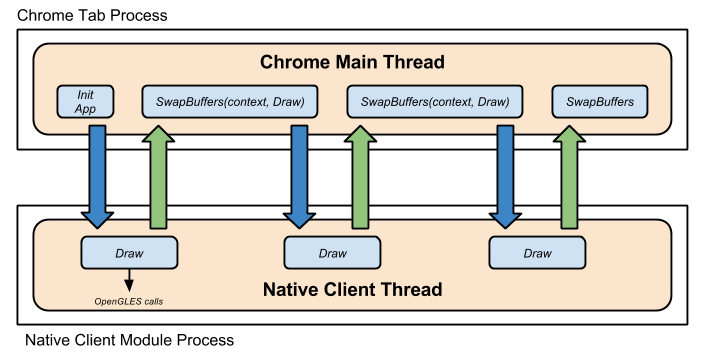 Chrome Tab Process
Chrome Main Thread
Init
App
SwapBuffers(context, Draw)
SwapBuffers(context, Draw)
SwapBuffers
Draw
Draw
Draw
OpenGLES calls
Native Client Thread
Native Client Module Process